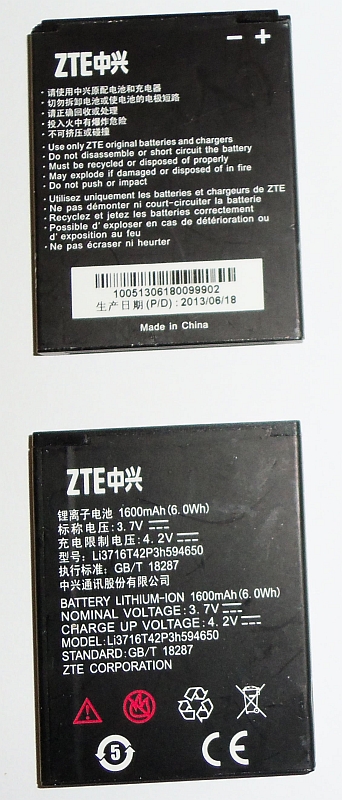 − +
ZTE中兴
· 请使用中兴原配电池和充电器
· 切勿拆卸电池或使电池的电极短路
· 请正确回收或处理
· 投入火中有爆炸危险
· 不可挤压或碰撞
· Use only ZTE original batteries and chargers
· Do not disassemble or short circuit the battery
· Must be recycled or disposed of properly
· May explode if damaged or disposed of in fire
· Do not push or impact
· Utilisez uniquement les batteries et chargeurs de ZTE
· Ne pas démonter ni court-circuiter la batterie
· Recyclez et jetez les batteries correctement
· Possible d' exploser en cas de détérioration ou
d' exposition au feu
· Ne pas écraser ni heurter
10051306180099902
生产日期(P/D): 2013/06/18
Made in China
ZTE中兴
锂离子电池 1600mAh(6.0Wh)
标称电压: 3.7V
充电限制电压: 4.2V
型号: Li3716T42P3h594650
执行标准: GB/T 18287
中兴通讯股份有限公司
BATTERY LITHIUM-ION 1600mAh(6.0Wh)
NOMINAL VOLTAGE: 3.7V
CHARGE UP VOLTAGE: 4.2V
MODEL: Li3716T42P3h594650
STANDARD: GB/T 18287
ZTE CORPORATION
5 CE